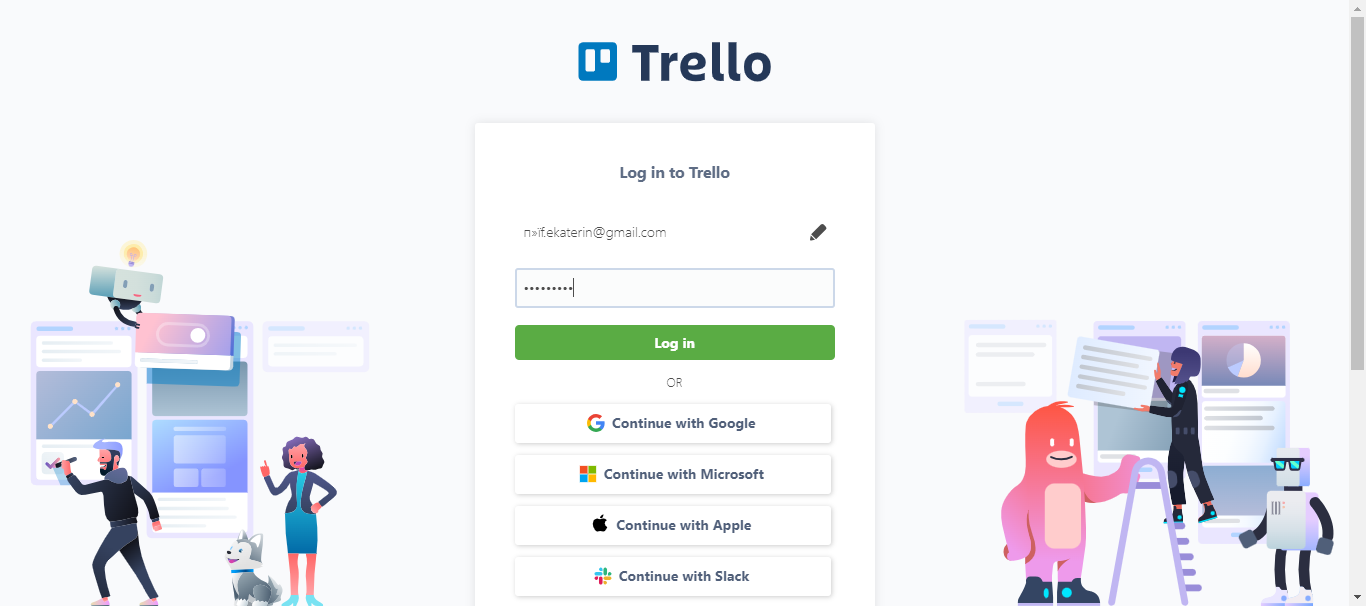 Trello
Log in to Trello
п»їf.ekaterin@gmail.com
•••••••••
Log in
OR
Continue with Google
Continue with Microsoft
Continue with Apple
Continue with Slack